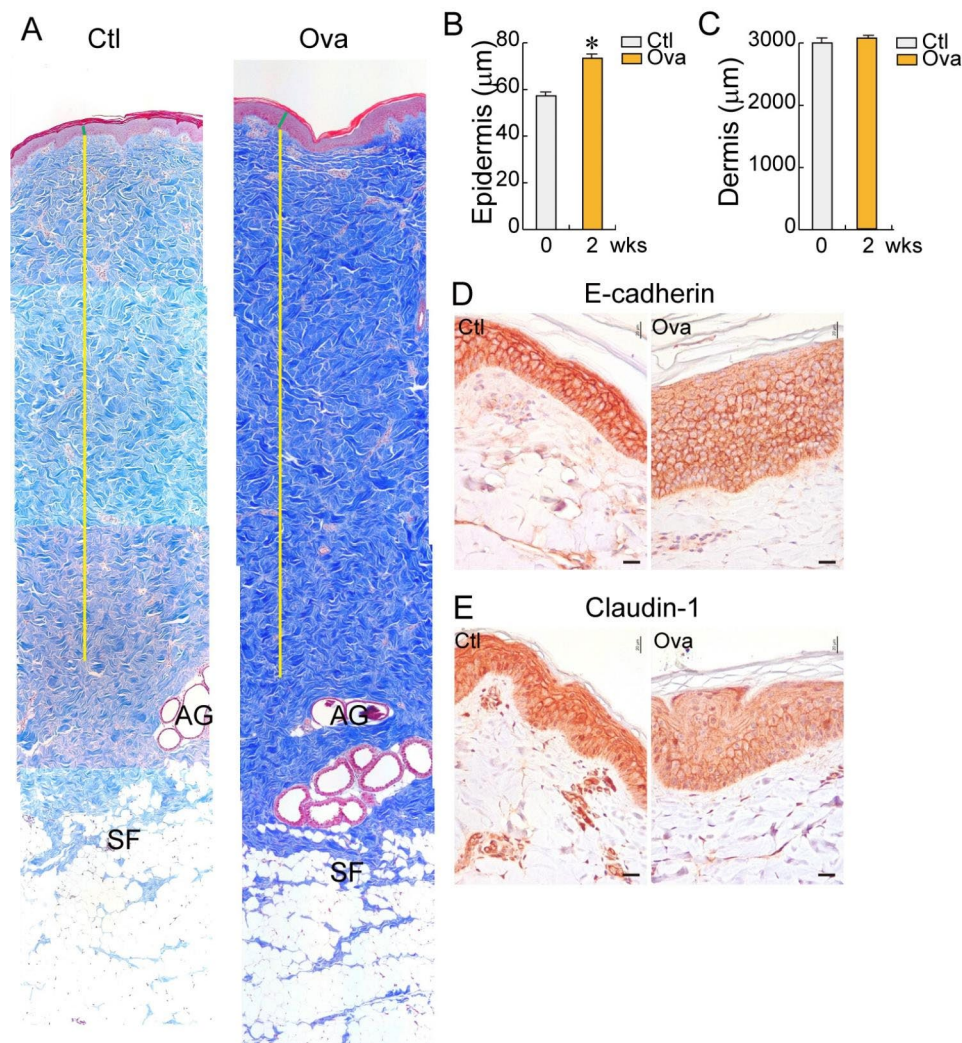 A
Ctl
Ova
AG
SF
AG
SF
B
Epidermis (μm)
80
60
40
20
0
*
Ctl
Ova
0 2 wks
C
Dermis (μm)
3000
2000
1000
0
Ctl
Ova
0 2 wks
D
E-cadherin
Ctl
Ova
E
Claudin-1
Ctl
Ova